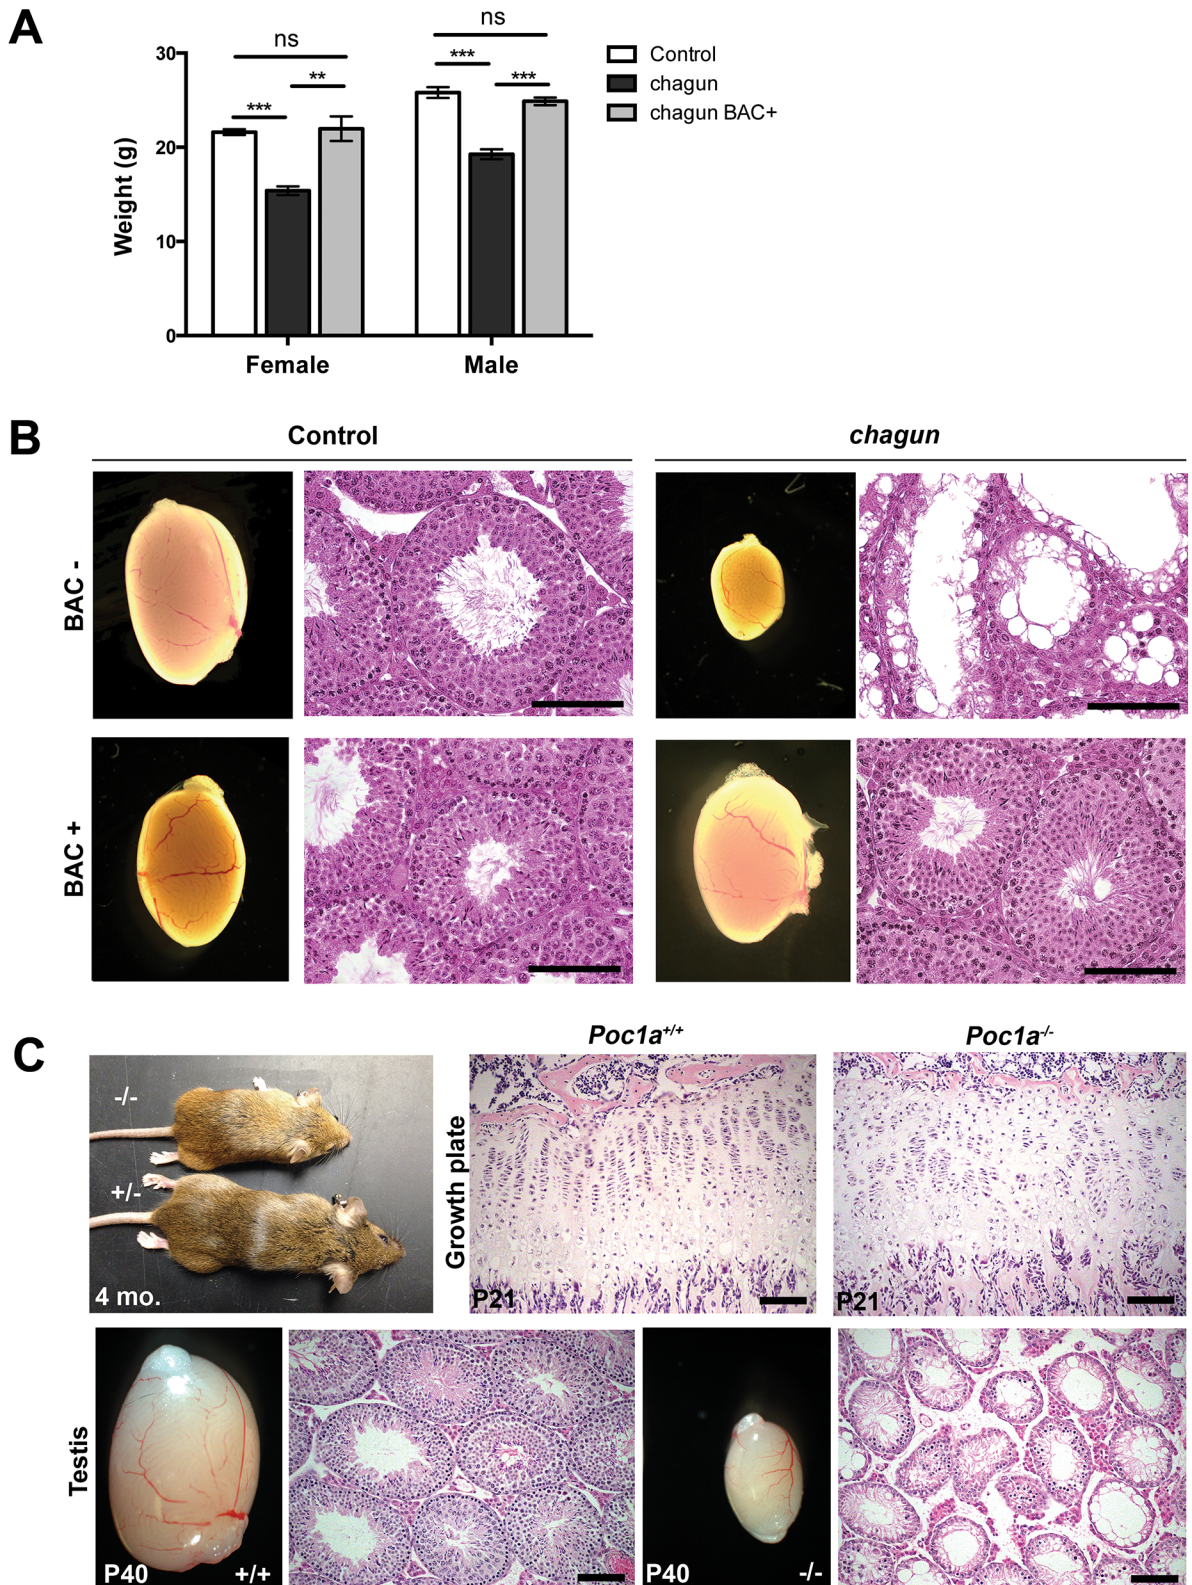 A
ns
ns
***
**
***
***
30
20
10
0
Weight (g)
Female
Male
Control
chagun
chagun BAC+
B
Control
chagun
BAC -
BAC +
C
Poc1a+/+
Poc1a-/-
-/-
+/-
4 mo.
Growth plate
P21
P21
Testis
P40
+/+
P40
-/-